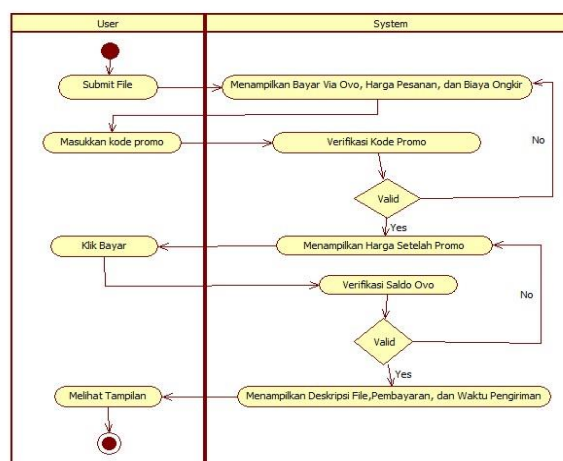 User
System
Submit File
Menampilkan Bayar Via Ovo, Harga Pesanan, dan Biaya Ongkir
Masukkan kode promo
Verifikasi Kode Promo
No
Valid
Yes
Klik Bayar
Menampilkan Harga Setelah Promo
Verifikasi Saldo Ovo
No
Valid
Yes
Melihat Tampilan
Menampilkan Deskripsi File,Pembayaran, dan Waktu Pengiriman